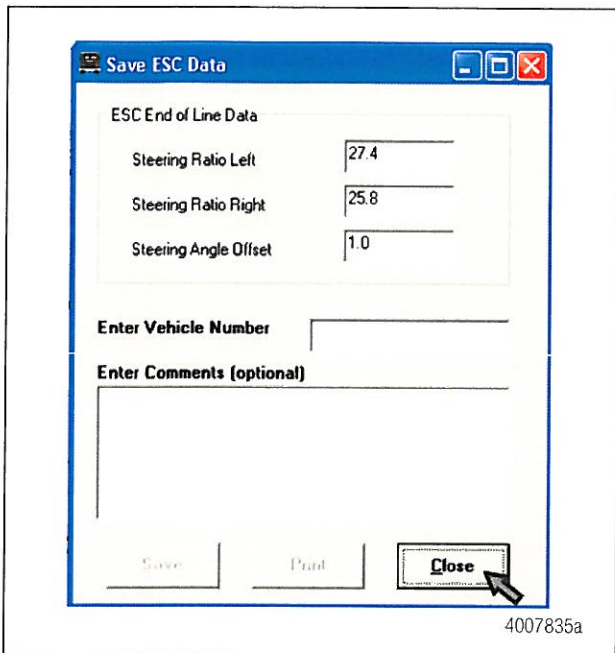 Save ESC Data
ESC End of Line Data
Steering Ratio Left 27.4
Steering Ratio Right 25.8
Steering Angle Offset 1.0
Enter Vehicle Number
Enter Comments (optional)
Save Print Close
4007835a